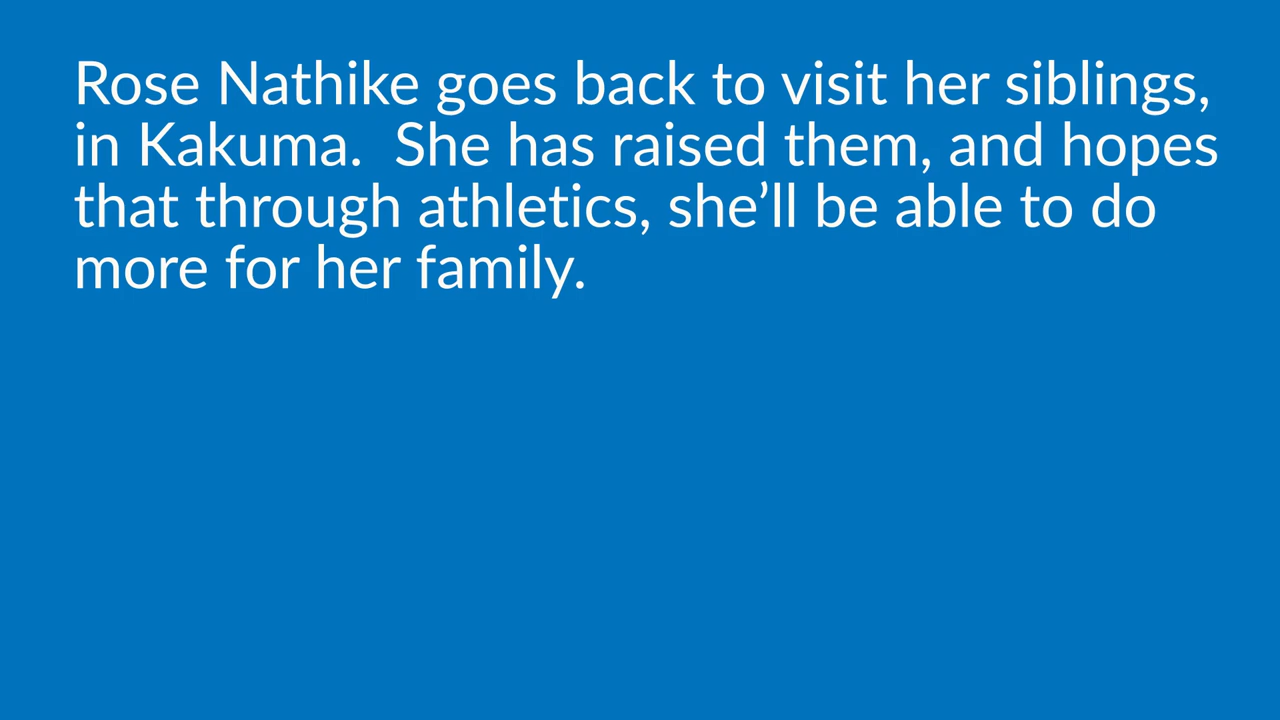 Rose Nathike goes back to visit her siblings,
in Kakuma.  She has raised them, and hopes
that through athletics, she’ll be able to do
more for her family.